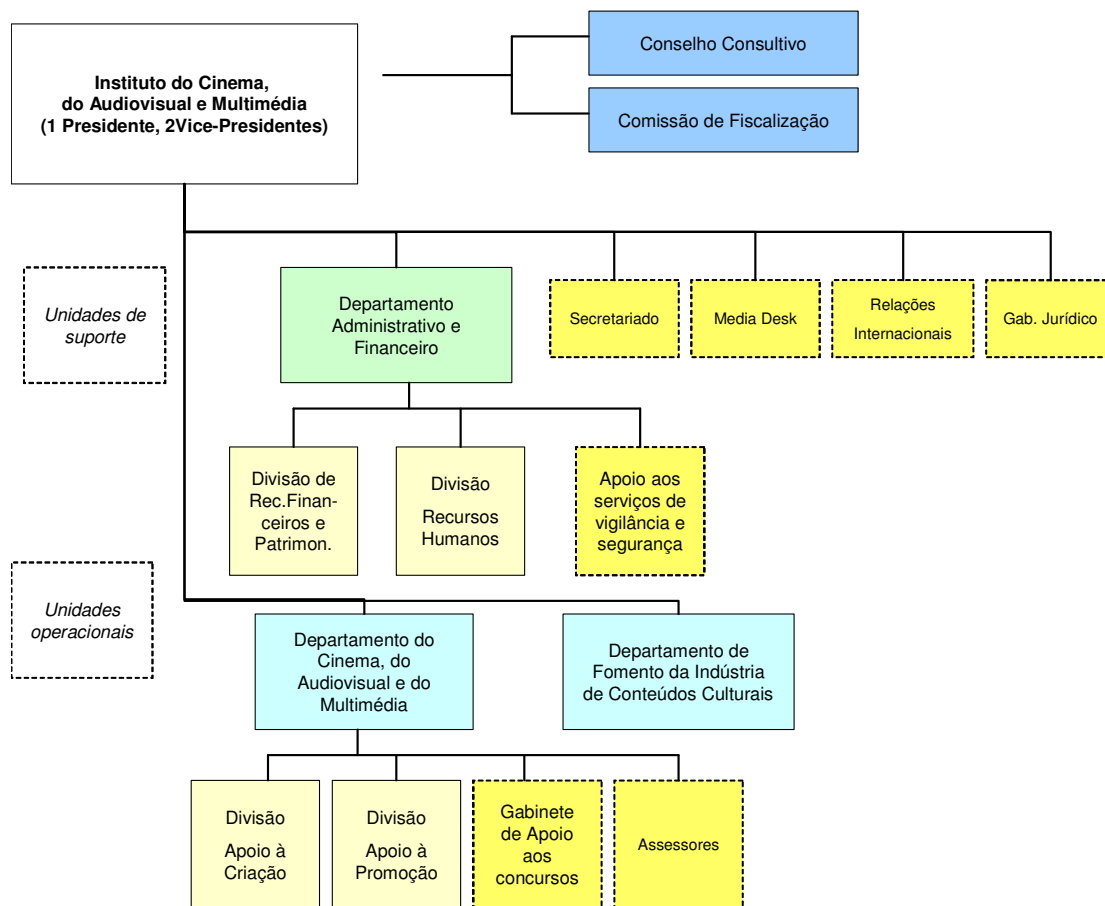 Instituto do Cinema,
do Audiovisual e Multimédia
(1 Presidente, 2Vice-Presidentes)
Conselho Consultivo
Comissão de Fiscalização
Unidades de
suporte
Departamento
Administrativo e
Financeiro
Secretariado
Media Desk
Relações
Internacionais
Gab. Jurídico
Divisão de
Rec.Finan-
ceiros e
Patrimon.
Divisão
Recursos
Humanos
Apoio aos
serviços de
vigilância e
segurança
Unidades
operacionais
Departamento do
Cinema, do
Audiovisual e do
Multimédia
Departamento de
Fomento da Indústria
de Conteúdos Culturais
Divisão
Apoio à
Criação
Divisão
Apoio à
Promoção
Gabinete
de Apoio
aos
concursos
Assessores